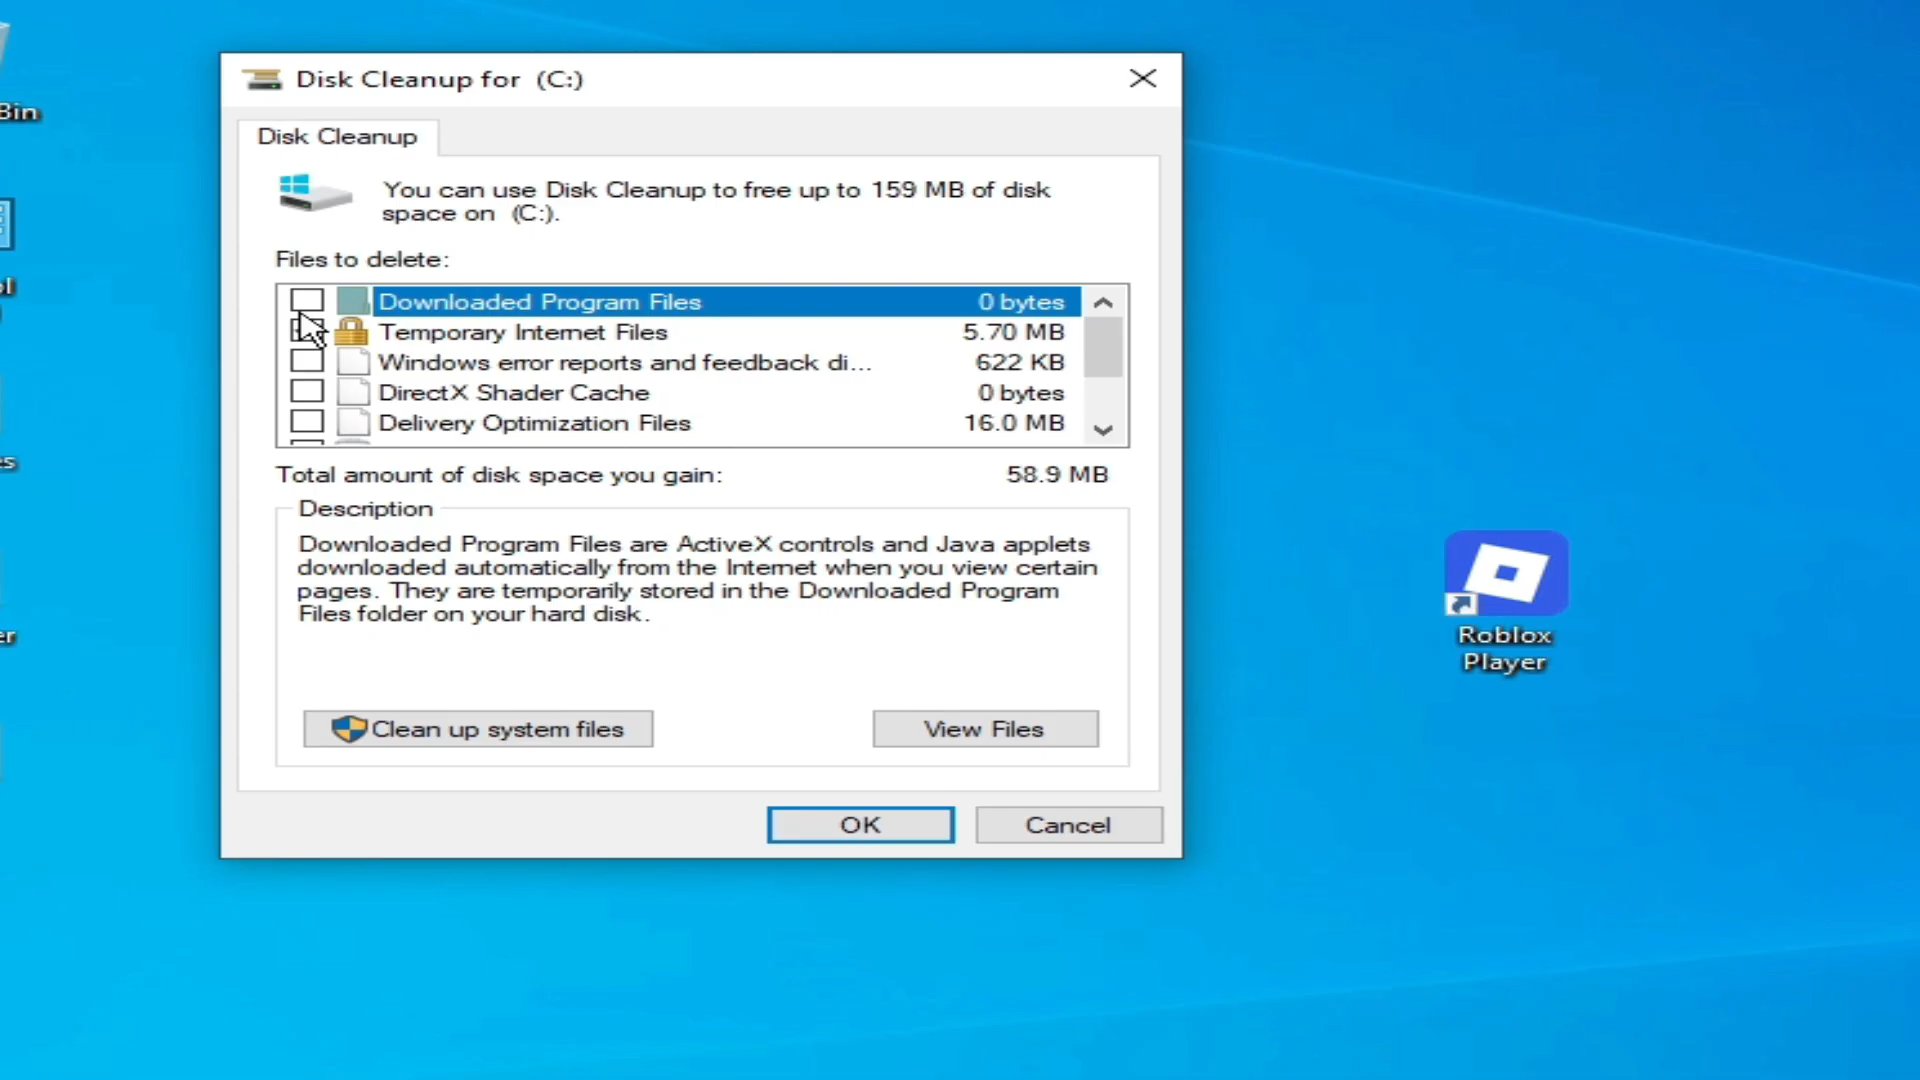 Disk Cleanup for (C:)
Bin
Disk Cleanup
You can use Disk Cleanup to free up to 159 MB of disk
space on (C:).
Files to delete:
Downloaded Program Files 0 bytes
Temporary Internet Files 5.70 MB
Windows error reports and feedback di... 622 KB
DirectX Shader Cache 0 bytes
Delivery Optimization Files 16.0 MB
Total amount of disk space you gain: 58.9 MB
Description
Downloaded Program Files are ActiveX controls and Java applets
downloaded automatically from the Internet when you view certain
pages. They are temporarily stored in the Downloaded Program
Files folder on your hard disk.
Clean up system files
View Files
OK
Cancel
Roblox
Player